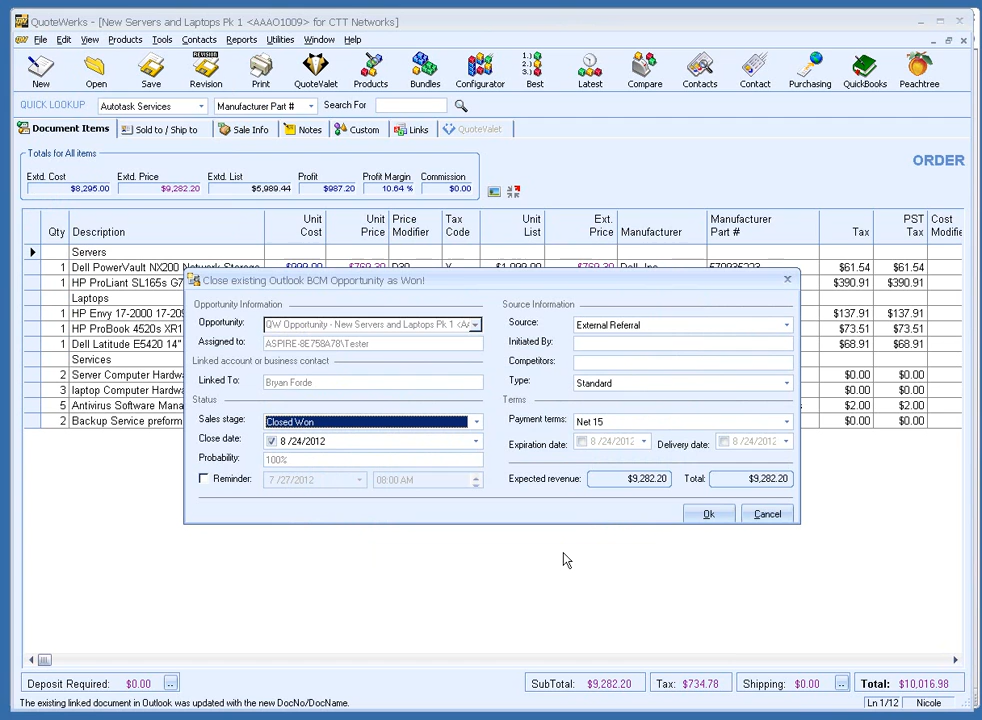 QuoteWerks - [New Servers and Laptops Pk 1 <AAAO1009> for CTT Networks]
File Edit View Products Tools Contacts Reports Utilities Window Help
REVISION 1.) 2.) 3.)
New Open Save Revision Print QuoteValet Products Bundles Configurator Best Latest Compare Contacts Contact Purchasing QuickBooks Peachtree
QUICK LOOKUP Autotask Services Manufacturer Part # Search For
Document Items Sold to / Ship to Sale Info Notes Custom Links QuoteValet
Totals for All items
ORDER
Extd. Cost Extd. Price Extd. List Profit Profit Margin Commission
$8,295.00 $9,282.20 $5,989.44 $987.20 10.64 % $0.00
Qty Description Unit Cost Unit Price Price Modifier Tax Code Unit List Ext. Price Manufacturer Manufacturer Part # Tax PST Tax Cost
Servers
1 Dell PowerVault NX200 Network Storage $999.00 $769.30 D30 Y $1,099.00 $769.30 Dell, Inc. $61.54 $61.54
1 HP ProLiant SL165s G7 $390.91 $390.91
Laptops
1 HP Envy 17-2000 17-20 $137.91 $137.91
1 HP ProBook 4520s XR1 $73.51 $73.51
1 Dell Latitude E5420 14" $68.91 $68.91
Services
2 Server Computer Hardw $0.00 $0.00
3 laptop Computer Hardw $0.00 $0.00
5 Antivirus Software Mana $2.00 $2.00
2 Backup Service preform $0.00 $0.00
Close existing Outlook BCM Opportunity as Won!
Opportunity Information
Opportunity: QW Opportunity - New Servers and Laptops Pk 1 <A
Assigned to: ASPIRE-8E758A78\Tester
Linked account or business contact
Linked To: Bryan Forde
Status
Sales stage: Closed Won
Close date: 8 /24/2012
Probability: 100%
Reminder: 7 /27/2012 08:00 AM
Source Information
Source: External Referral
Initiated By:
Competitors:
Type: Standard
Terms
Payment terms: Net 15
Expiration date: 8 /24/2012 Delivery date: 8 /24/2012
Expected revenue: $9,282.20 Total: $9,282.20
Ok Cancel
Deposit Required: $0.00 .. SubTotal: $9,282.20 Tax: $734.78 Shipping: $0.00 .. Total: $10,016.98
The existing linked document in Outlook was updated with the new DocNo/DocName. Ln 1/12 Nicole